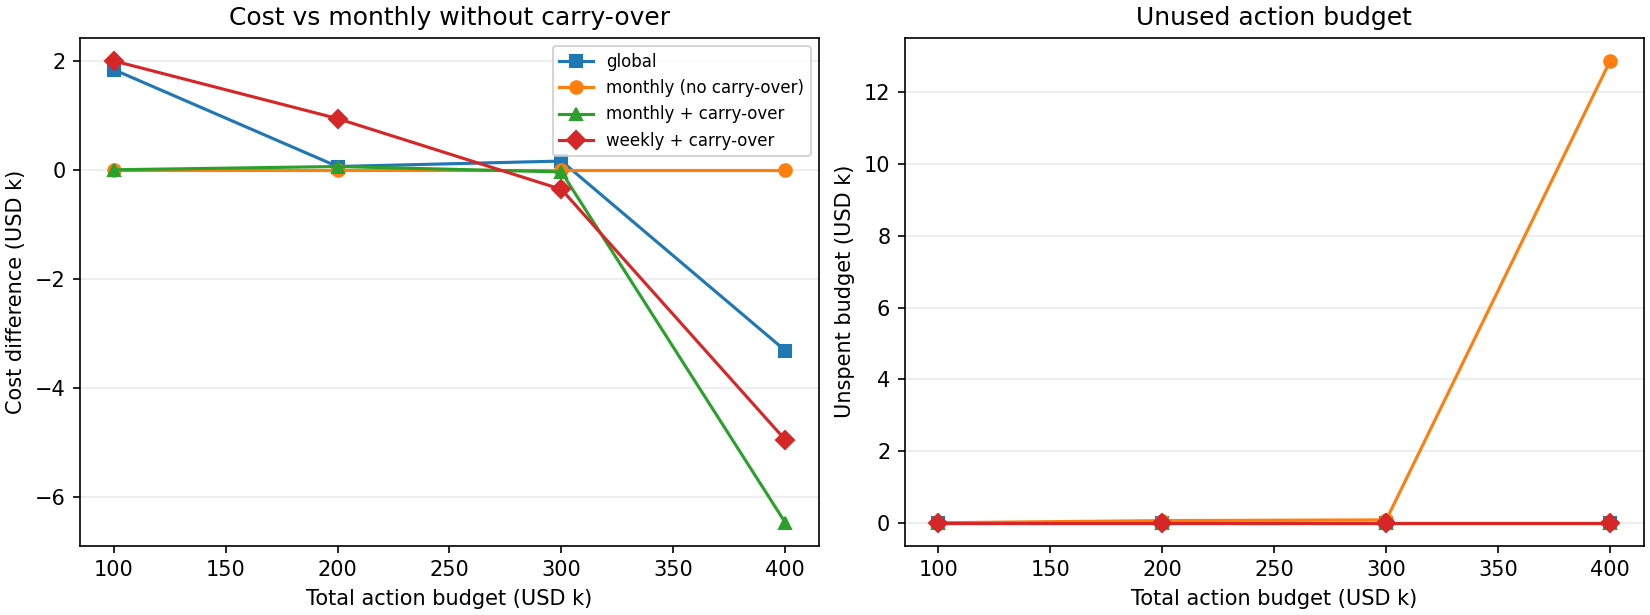 Cost vs monthly without carry-over
Cost difference (USD k)
2
0
−2
−4
−6
global
monthly (no carry-over)
monthly + carry-over
weekly + carry-over
100 150 200 250 300 350 400
Total action budget (USD k)
Unused action budget
Unspent budget (USD k)
12
10
8
6
4
2
0
100 150 200 250 300 350 400
Total action budget (USD k)